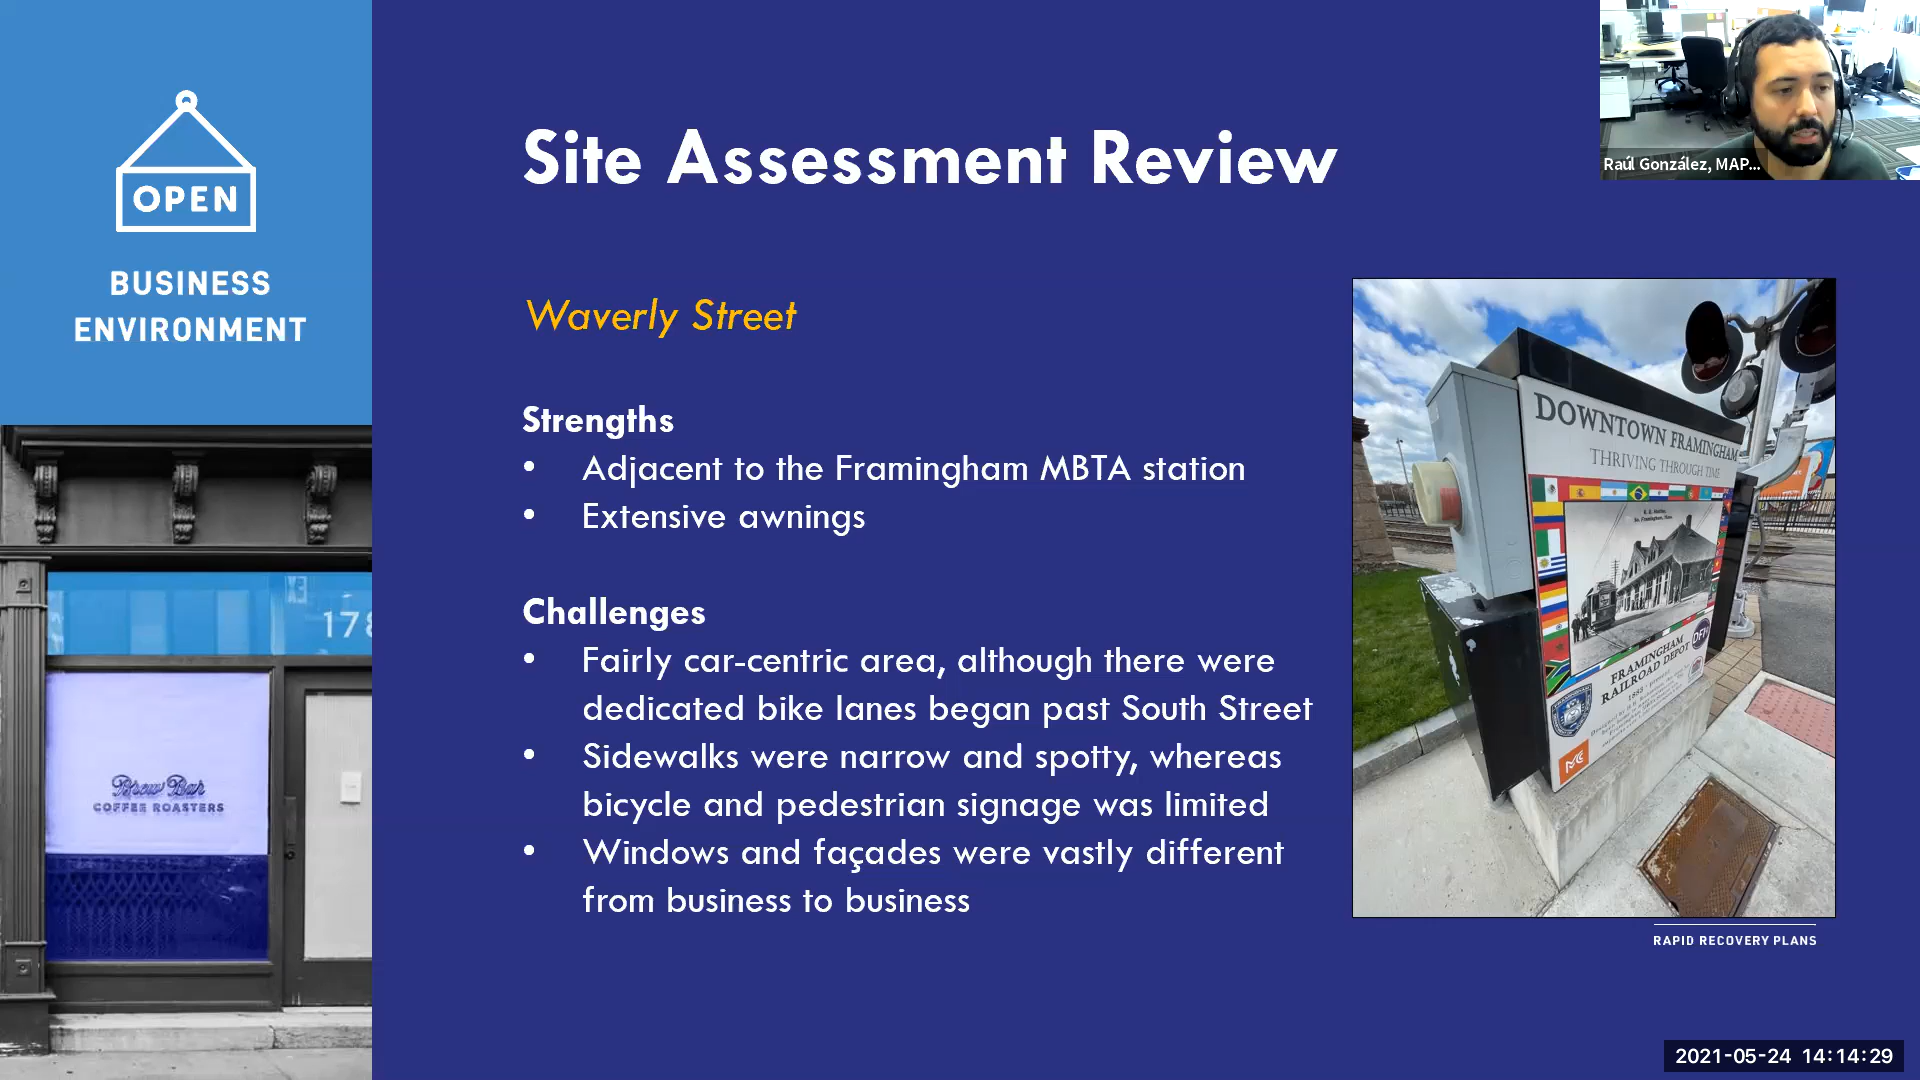 OPEN
BUSINESS
ENVIRONMENT
178
Brew Bar
COFFEE ROASTERS
Site Assessment Review
Raúl González, MAP...
Waverly Street
Strengths
• Adjacent to the Framingham MBTA station
• Extensive awnings
Challenges
• Fairly car-centric area, although there were
dedicated bike lanes began past South Street
• Sidewalks were narrow and spotty, whereas
bicycle and pedestrian signage was limited
• Windows and façades were vastly different
from business to business
DOWNTOWN FRAMINGHAM
THRIVING THROUGH TIME
FRAMINGHAM
RAILROAD DEPOT
RAPID RECOVERY PLANS
2021-05-24 14:14:29